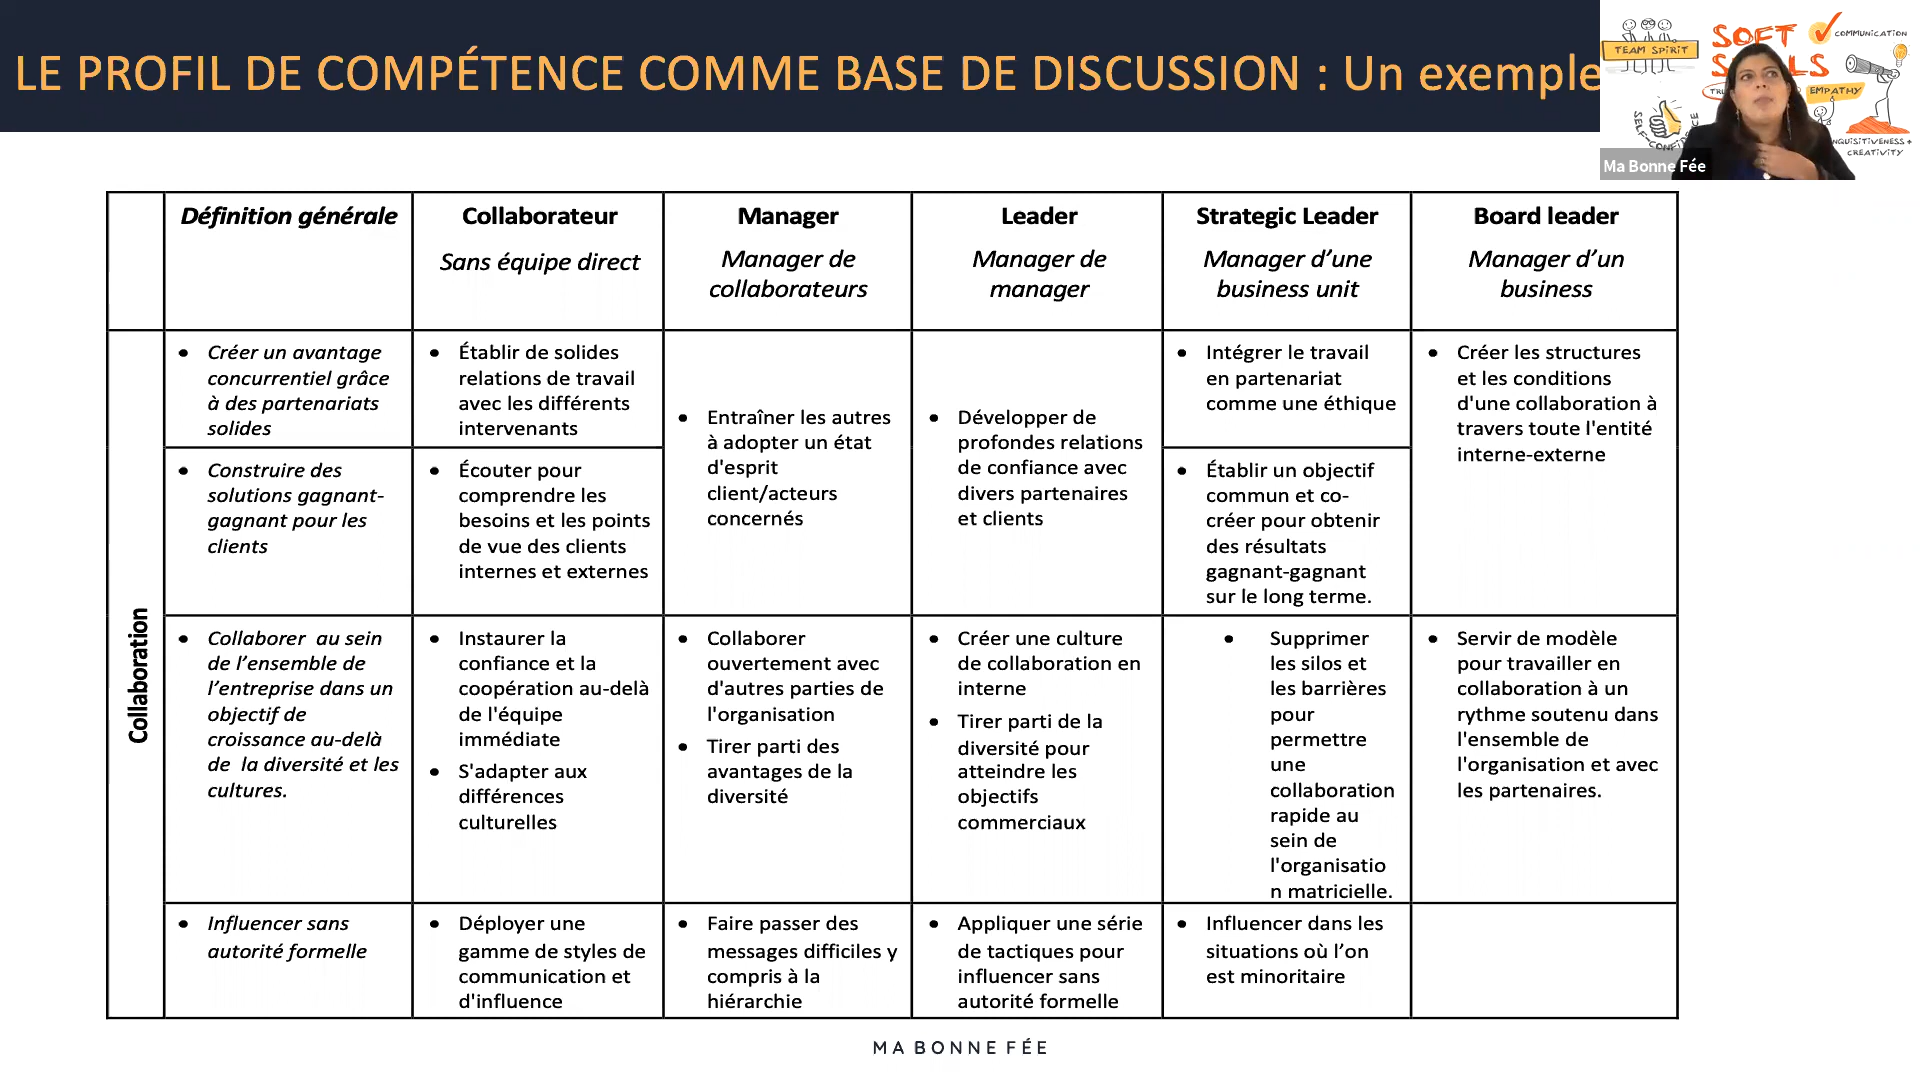 LE PROFIL DE COMPÉTENCE COMME BASE DE DISCUSSION : Un exemple
TEAM SPIRIT
SOFT
COMMUNICATION
EMPATHY
CREATIVITY
Ma Bonne Fée
Définition générale
Collaborateur
Sans équipe direct
Manager
Manager de
collaborateurs
Leader
Manager de
manager
Strategic Leader
Manager d’une
business unit
Board leader
Manager d’un
business
Collaboration
• Créer un avantage
concurrentiel grâce
à des partenariats
solides
• Établir de solides
relations de travail
avec les différents
intervenants
• Entraîner les autres
à adopter un état
d'esprit
client/acteurs
concernés
• Développer de
profondes relations
de confiance avec
divers partenaires
et clients
• Intégrer le travail
en partenariat
comme une éthique
• Créer les structures
et les conditions
d'une collaboration à
travers toute l'entité
interne-externe
• Construire des
solutions gagnant-
gagnant pour les
clients
• Écouter pour
comprendre les
besoins et les points
de vue des clients
internes et externes
• Établir un objectif
commun et co-
créer pour obtenir
des résultats
gagnant-gagnant
sur le long terme.
• Collaborer au sein
de l’ensemble de
l’entreprise dans un
objectif de
croissance au-delà
de la diversité et les
cultures.
• Instaurer la
confiance et la
coopération au-delà
de l'équipe
immédiate
• S'adapter aux
différences
culturelles
• Collaborer
ouvertement avec
d'autres parties de
l'organisation
• Tirer parti des
avantages de la
diversité
• Créer une culture
de collaboration en
interne
• Tirer parti de la
diversité pour
atteindre les
objectifs
commerciaux
• Supprimer
les silos et
les barrières
pour
permettre
une
collaboration
rapide au
sein de
l'organisatio
n matricielle.
• Servir de modèle
pour travailler en
collaboration à un
rythme soutenu dans
l'ensemble de
l'organisation et avec
les partenaires.
• Influencer sans
autorité formelle
• Déployer une
gamme de styles de
communication et
d'influence
• Faire passer des
messages difficiles y
compris à la
hiérarchie
• Appliquer une série
de tactiques pour
influencer sans
autorité formelle
• Influencer dans les
situations où l’on
est minoritaire
MA BONNE FÉE